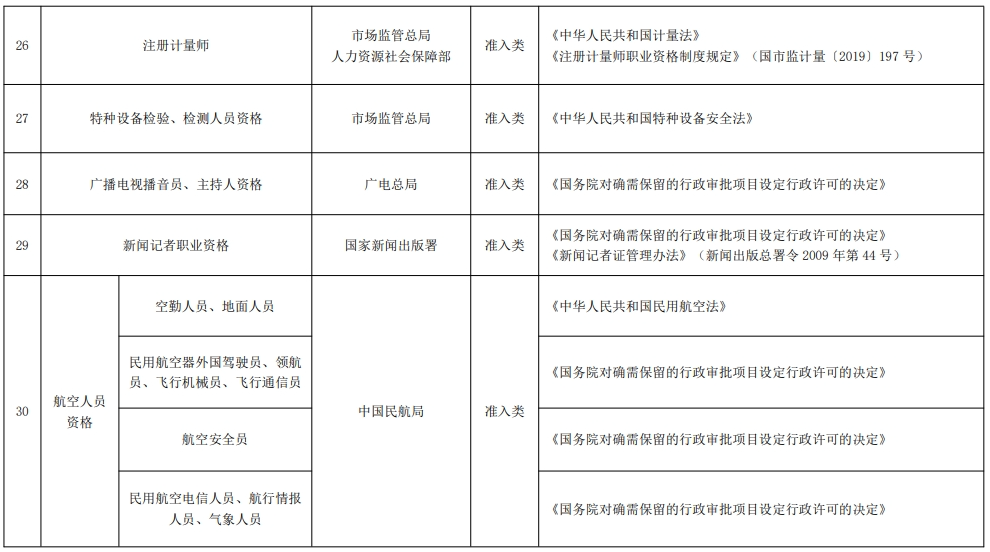 26
注册计量师
市场监管总局
人力资源社会保障部
准入类
《中华人民共和国计量法》
《注册计量师职业资格制度规定》（国市监计量〔2019〕197 号）
27
特种设备检验、检测人员资格
市场监管总局
准入类
《中华人民共和国特种设备安全法》
28
广播电视播音员、主持人资格
广电总局
准入类
《国务院对确需保留的行政审批项目设定行政许可的决定》
29
新闻记者职业资格
国家新闻出版署
准入类
《国务院对确需保留的行政审批项目设定行政许可的决定》
《新闻记者证管理办法》（新闻出版总署令 2009 年第 44 号）
30
航空人员
资格
空勤人员、地面人员
中国民航局
准入类
《中华人民共和国民用航空法》
民用航空器外国驾驶员、领航
员、飞行机械员、飞行通信员
《国务院对确需保留的行政审批项目设定行政许可的决定》
航空安全员
《国务院对确需保留的行政审批项目设定行政许可的决定》
民用航空电信人员、航行情报
人员、气象人员
《国务院对确需保留的行政审批项目设定行政许可的决定》